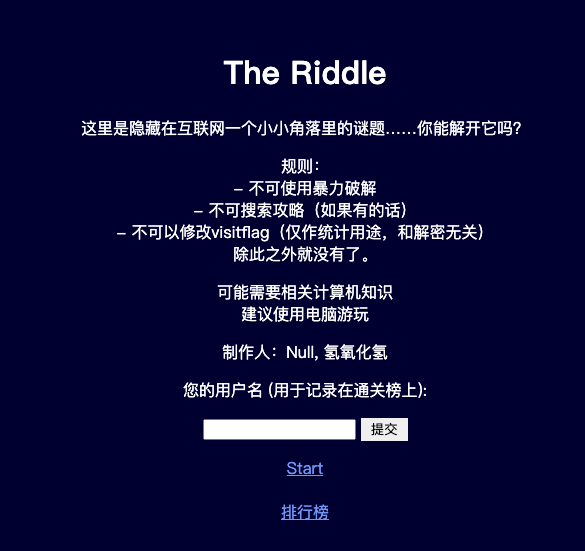 The Riddle
这里是隐藏在互联网一个小小角落里的谜题……你能解开它吗?
规则：
- 不可使用暴力破解
- 不可搜索攻略（如果有的话）
- 不可以修改visitflag（仅作统计用途，和解密无关）
除此之外就没有了。
可能需要相关计算机知识
建议使用电脑游玩
制作人：Null, 氢氧化氢
您的用户名 (用于记录在通关榜上):
提交
Start
排行榜